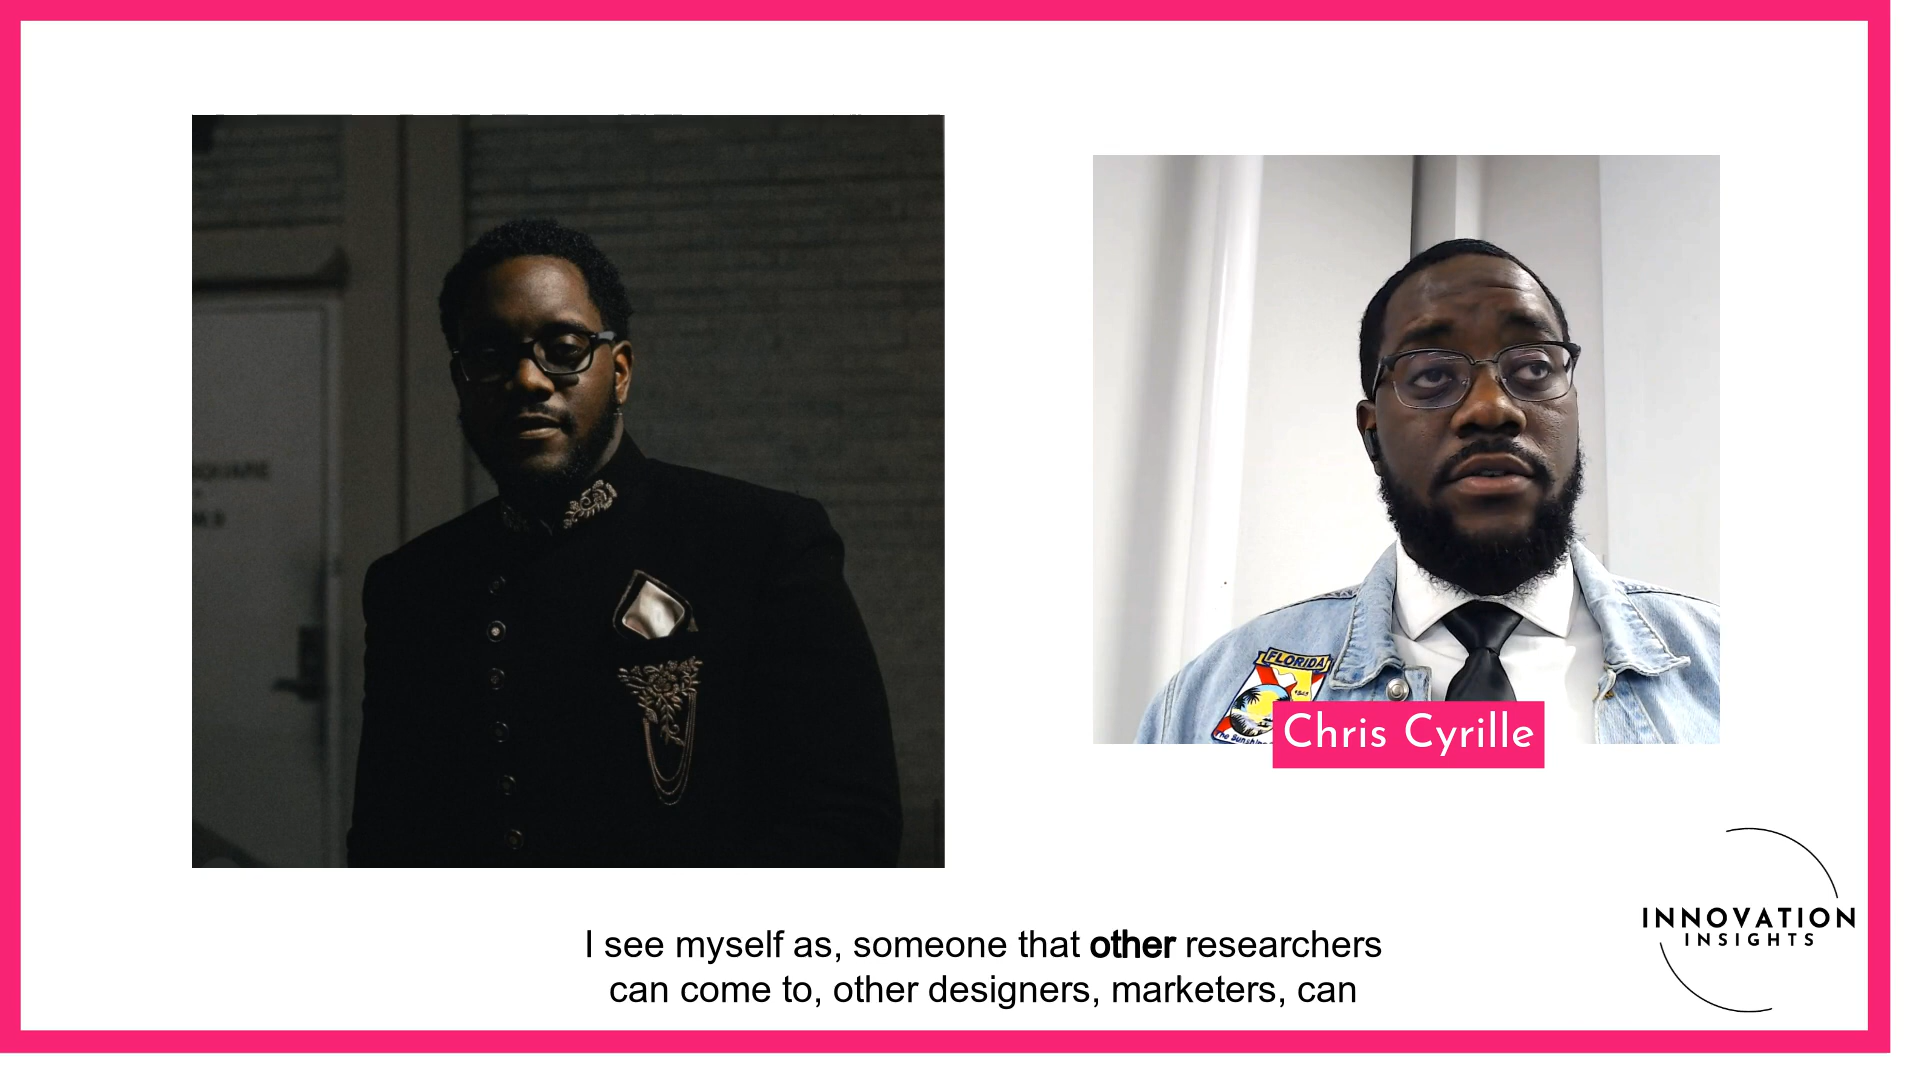 FLORIDA
Chris Cyrille
INNOVATION
INSIGHTS
I see myself as, someone that other researchers
can come to, other designers, marketers, can